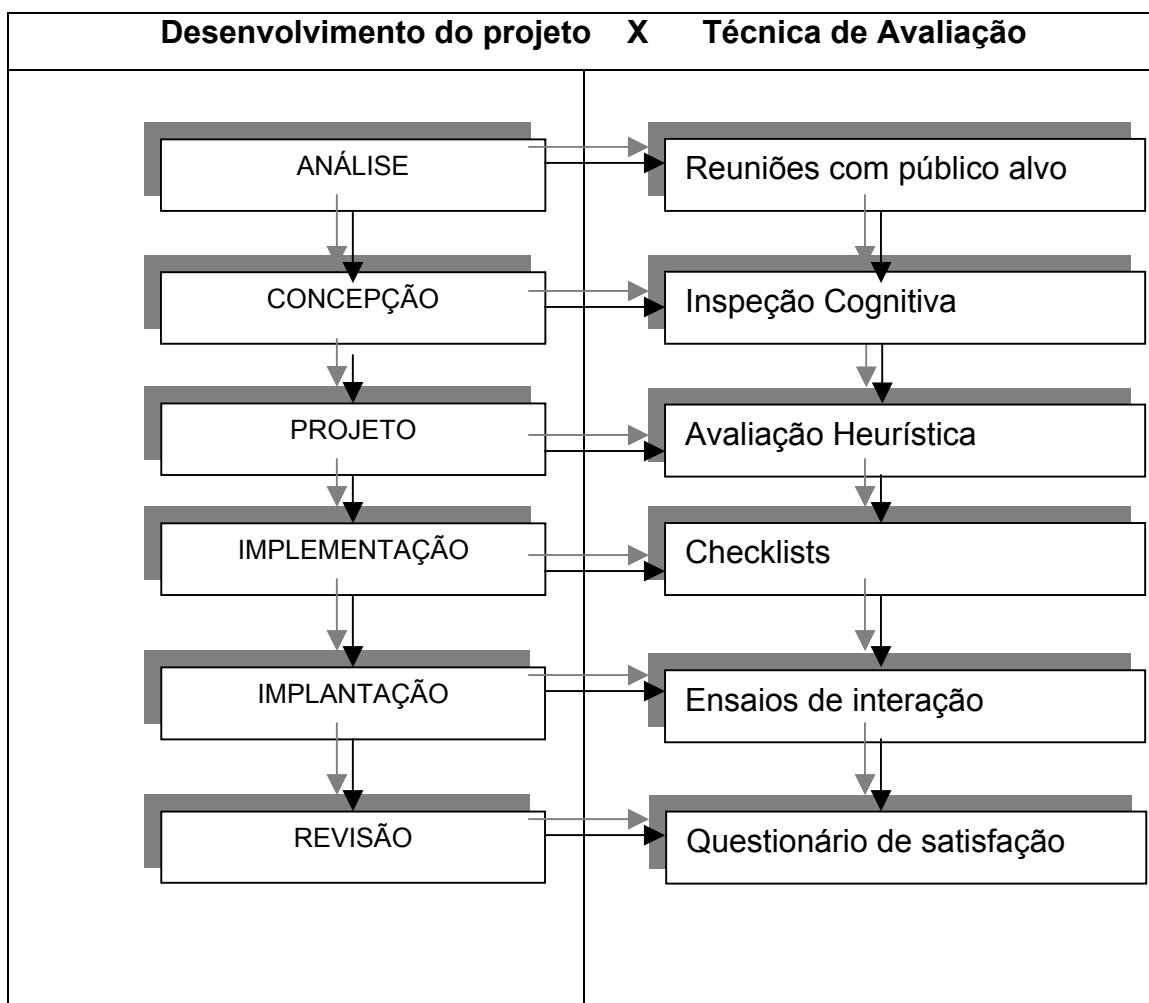 Desenvolvimento do projeto X Técnica de Avaliação
ANÁLISE
Reuniões com público alvo
CONCEPÇÃO
Inspeção Cognitiva
PROJETO
Avaliação Heurística
IMPLEMENTAÇÃO
Checklists
IMPLANTAÇÃO
Ensaios de interação
REVISÃO
Questionário de satisfação